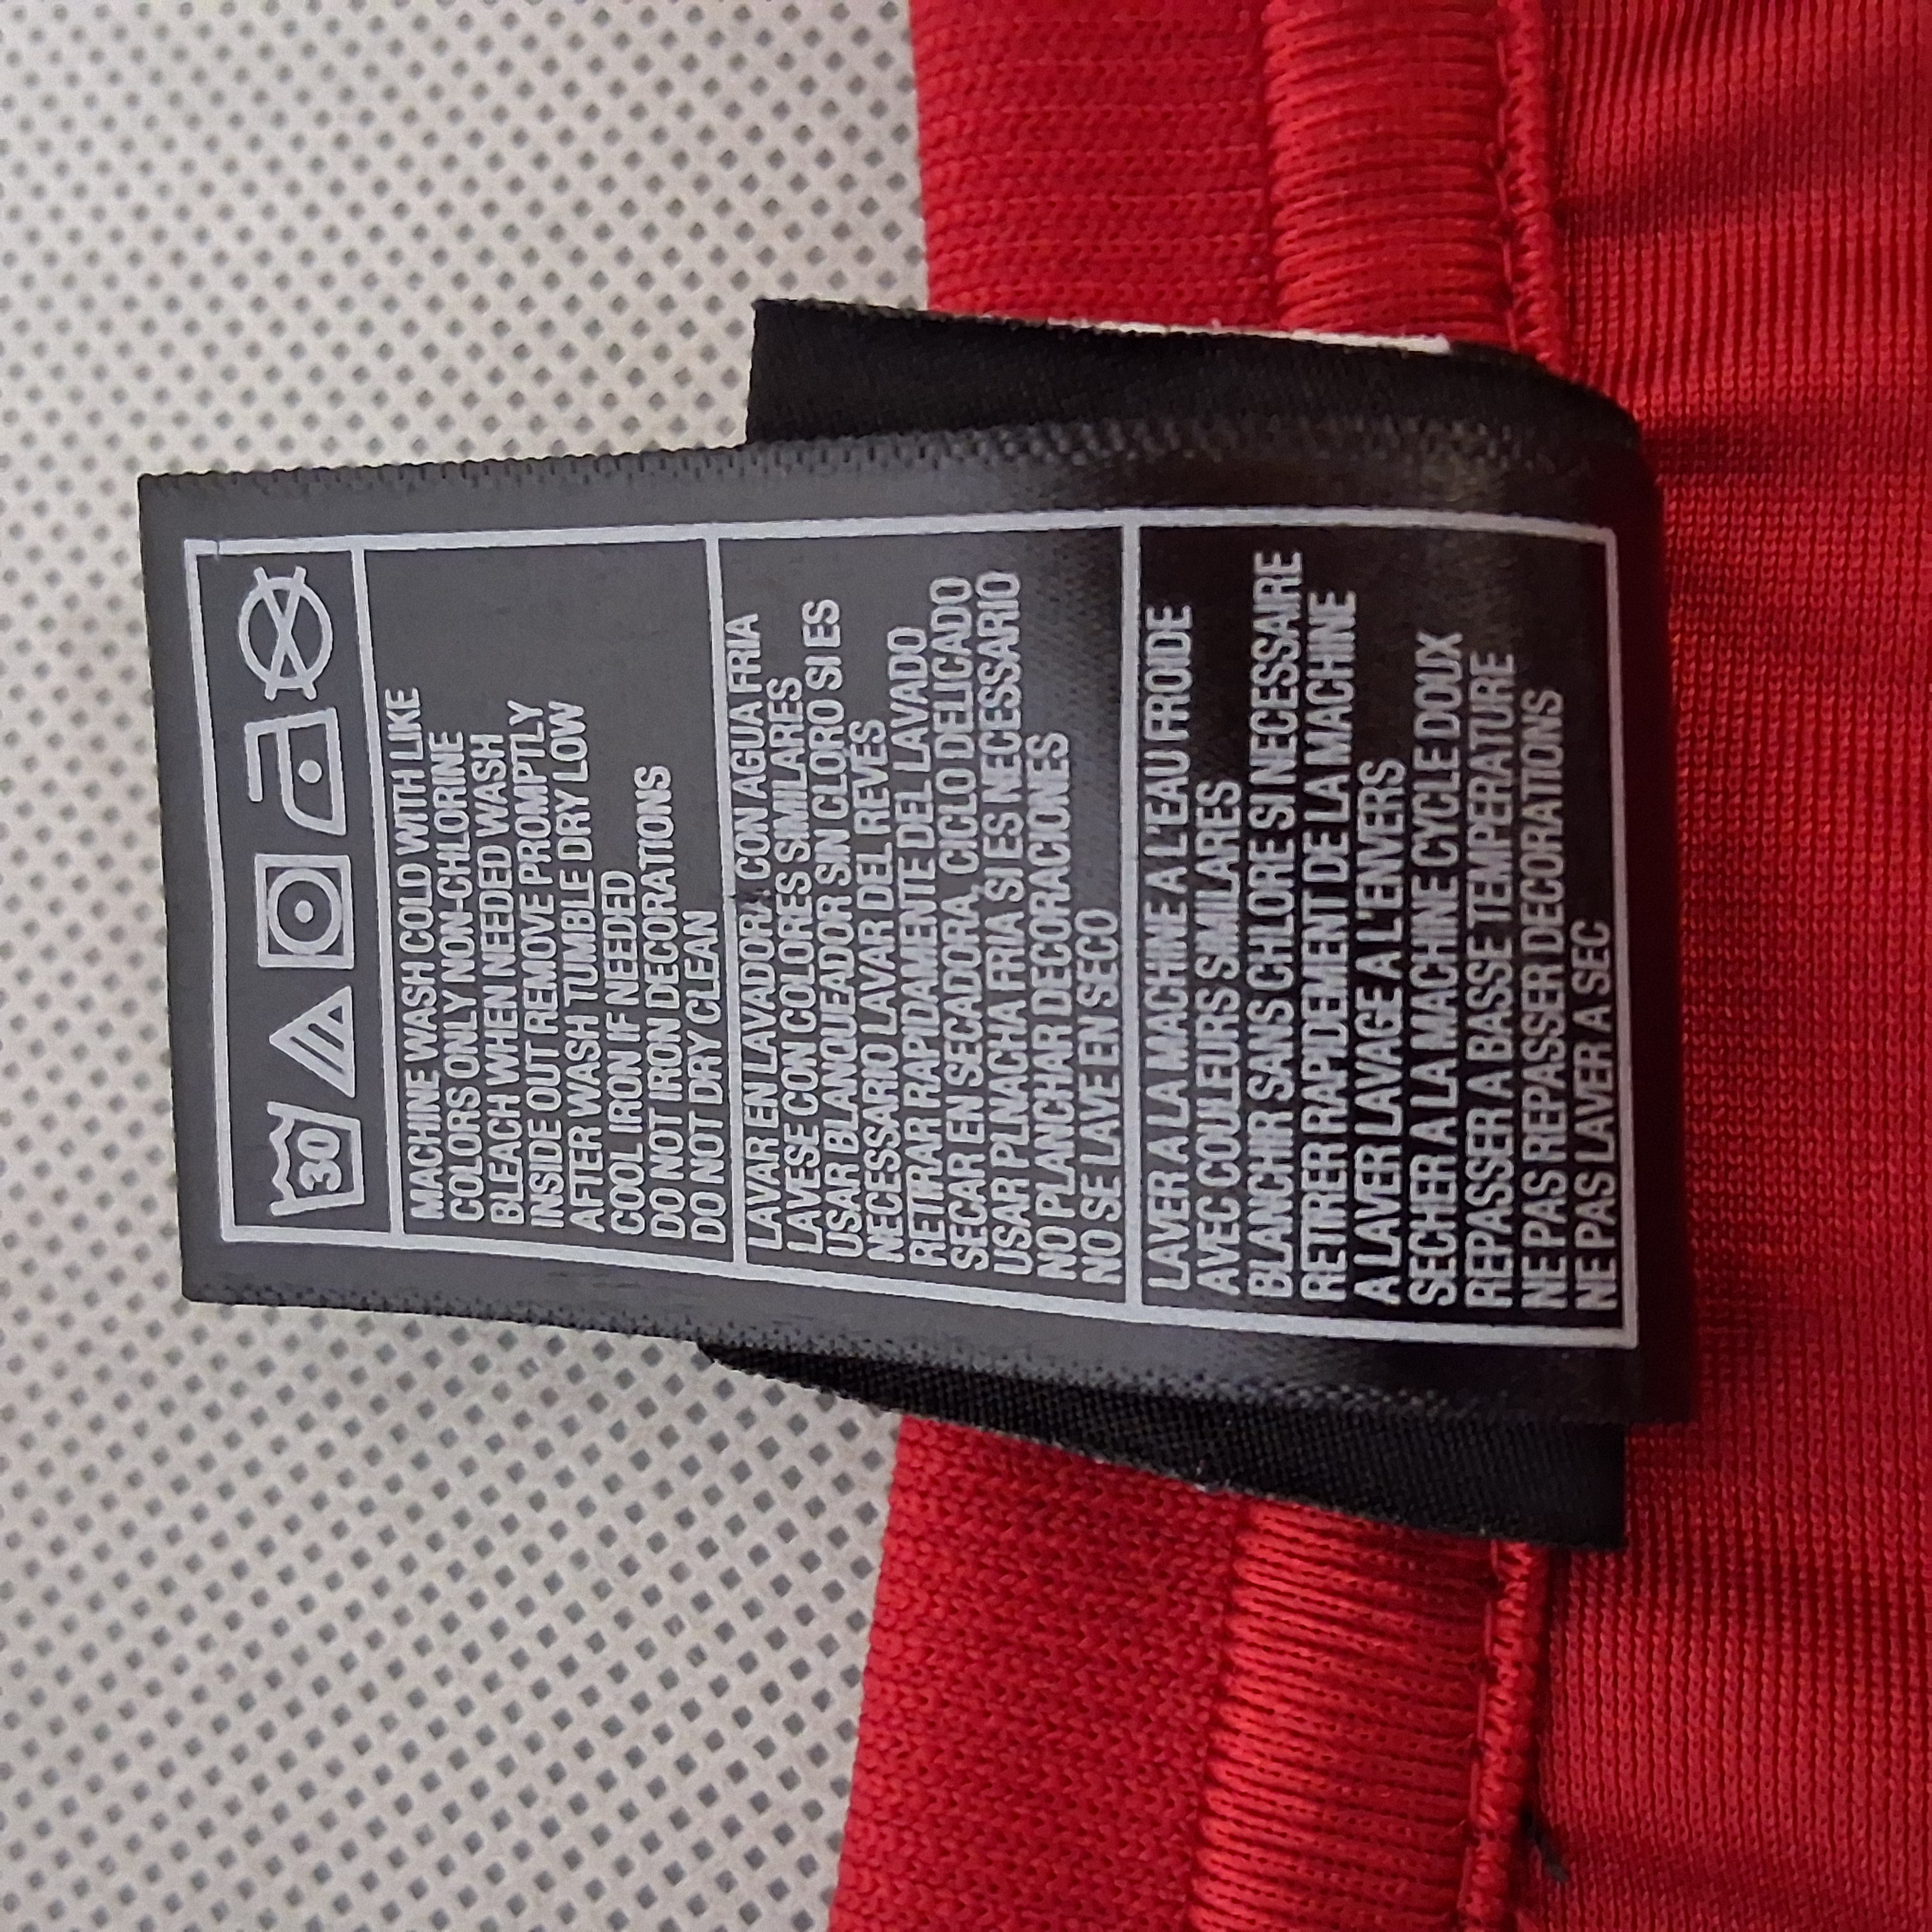 30
MACHINE WASH COLD WITH LIKE
COLORS ONLY NON-CHLORINE
BLEACH WHEN NEEDED WASH
INSIDE OUT REMOVE PROMPTLY
AFTER WASH TUMBLE DRY LOW
COOL IRON IF NEEDED
DO NOT IRON DECORATIONS
DO NOT DRY CLEAN
LAVAR EN LAVADORA CON AGUA FRIA
LAVESE CON COLORES SIMILARES
USAR BLANQUEADOR SIN CLORO SI ES
NECESSARIO LAVAR DEL REVES
RETIRAR RAPIDAMENTE DEL LAVADO
SECAR EN SECADORA, CICLO DELICADO
USAR PLNACHA FRIA SI ES NECESSARIO
NO PLANCHAR DECORACIONES
NO SE LAVE EN SECO
LAVER A LA MACHINE A L'EAU FROIDE
AVEC COULEURS SIMILARES
BLANCHIR SANS CHLORE SI NECESSAIRE
RETIRER RAPIDEMENT DE LA MACHINE
A LAVER LAVAGE A L'ENVERS
SECHER A LA MACHINE CYCLE DOUX
REPASSER A BASSE TEMPERATURE
NE PAS REPASSER DECORATIONS
NE PAS LAVER A SEC